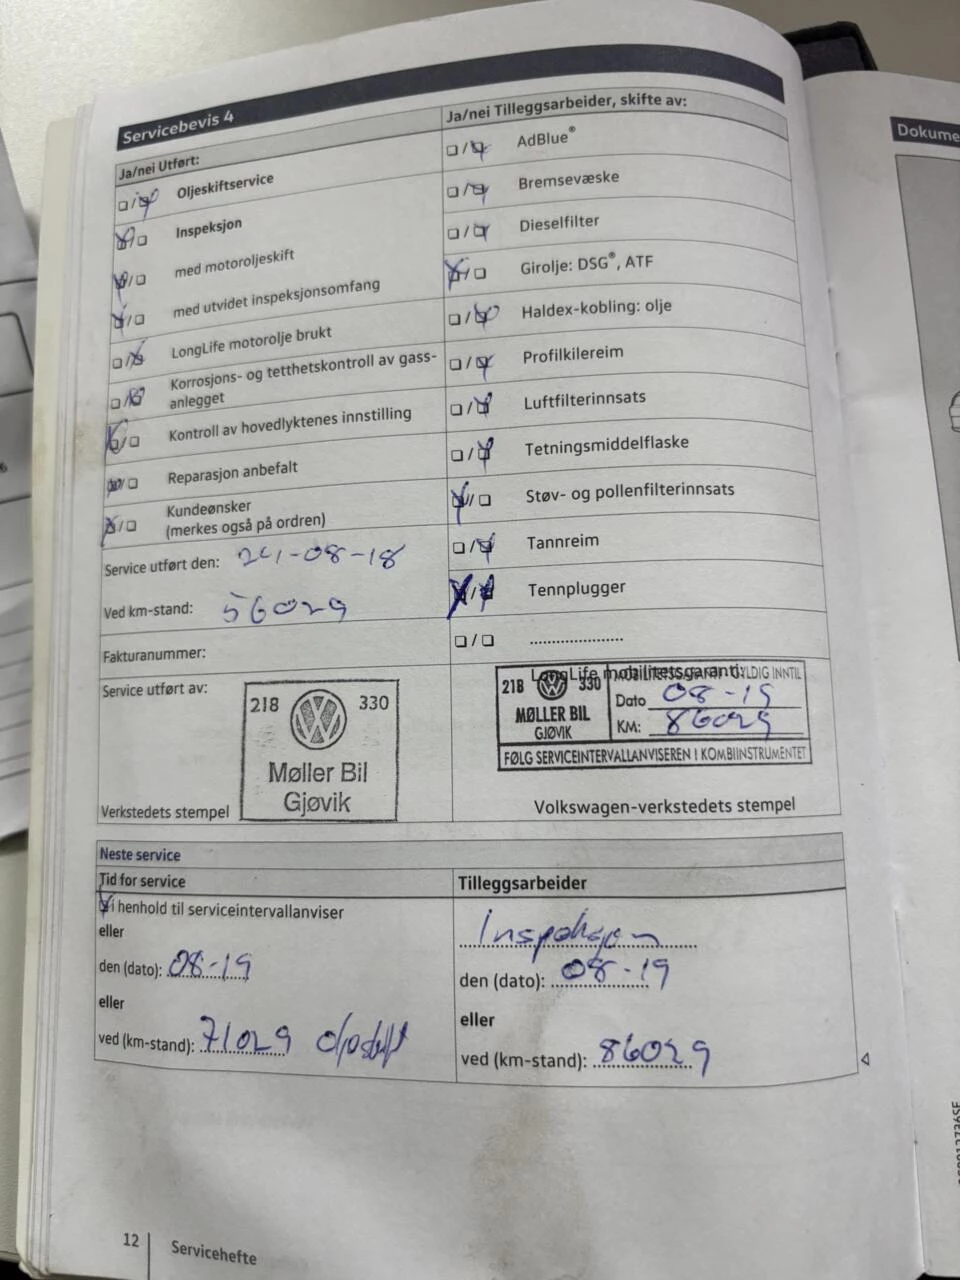 Servicebevis 4
Ja/nei Utført:
Oljeskiftservice
Inspeksjon
med motoroljeskift
med utvidet inspeksjonsomfang
LongLife motorolje brukt
Korrosjons- og tetthetskontroll av gass-
anlegget
Kontroll av hovedlyktenes innstilling
Reparasjon anbefalt
Kundeønsker
(merkes også på ordren)
Service utført den:
Ved km-stand: 56029
Fakturanummer:
Service utført av:
218 330
Møller Bil
Gjøvik
Verkstedets stempel
Ja/nei Tilleggsarbeider, skifte av:
AdBlue®
Bremsevæske
Dieselfilter
Girolje: DSG®, ATF
Haldex-kobling: olje
Profilkilereim
Luftfilterinnsats
Tetningsmiddelflaske
Støv- og pollenfilterinnsats
Tannreim
Tennplugger
....................
LongLife mobilitetsgaranti:
218 330
MØLLER BIL
GJØVIK
GYLDIG INNTIL
Dato 08-19
KM: 86029
FØLG SERVICEINTERVALLANVISEREN I KOMBIINSTRUMENTET
Volkswagen-verkstedets stempel
Neste service
Tid for service
i henhold til serviceintervallanviser
eller
den (dato): 08-19
eller
ved (km-stand): 71029 oljeskift
Tilleggsarbeider
Inspeksjon
den (dato): 08-19
eller
ved (km-stand): 86029
12
Servicehefte
Dokume